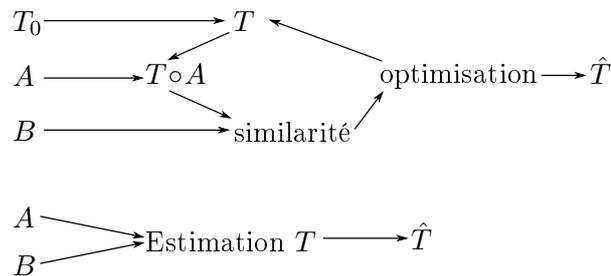 T₀ T
A T∘A optimisation T̂
B similarité
A
Estimation T T̂
B